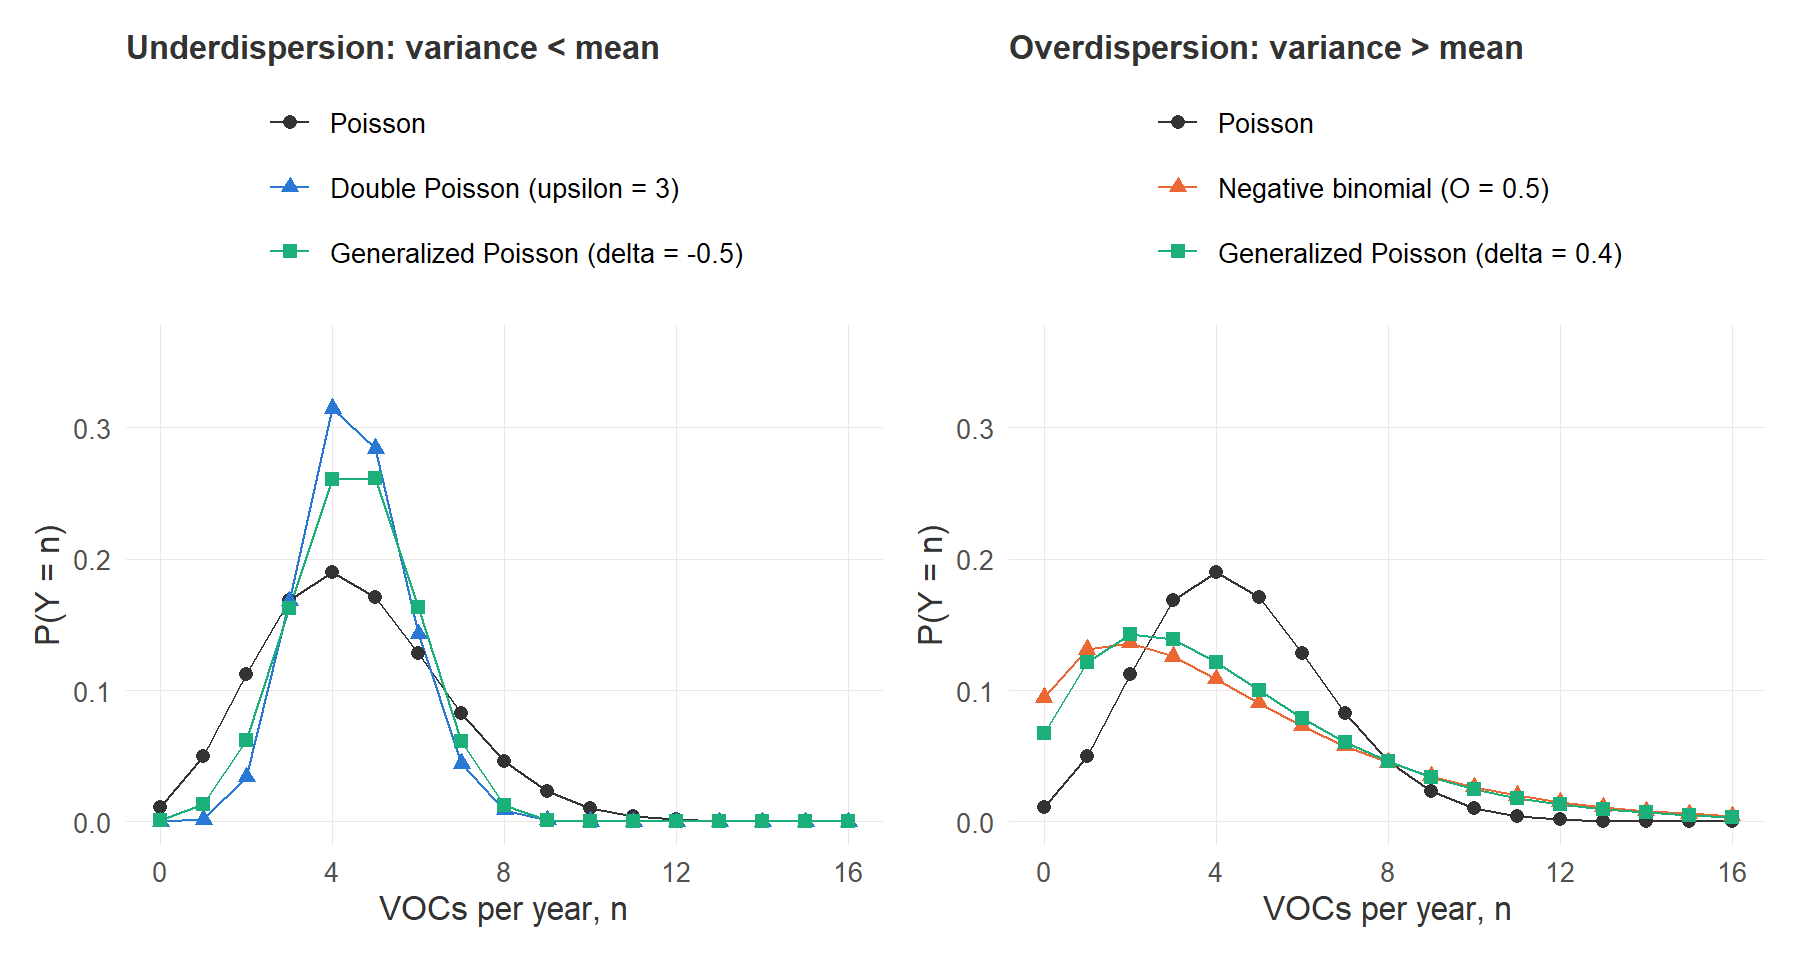 Underdispersion: variance < mean
Poisson
Double Poisson (upsilon = 3)
Generalized Poisson (delta = -0.5)
0.3
0.2
0.1
0.0
P(Y = n)
0 4 8 12 16
VOCs per year, n
Overdispersion: variance > mean
Poisson
Negative binomial (O = 0.5)
Generalized Poisson (delta = 0.4)
0.3
0.2
0.1
0.0
P(Y = n)
0 4 8 12 16
VOCs per year, n